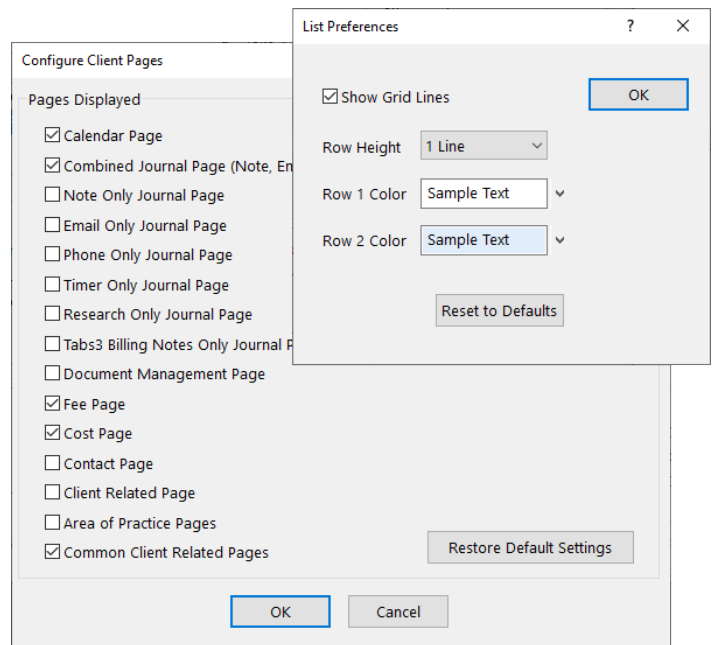 List Preferences
?
Show Grid Lines
OK
Row Height
1 Line
Row 1 Color
Sample Text
Row 2 Color
Sample Text
Reset to Defaults
Configure Client Pages
Pages Displayed
Calendar Page
Combined Journal Page (Note, En
Note Only Journal Page
Email Only Journal Page
Phone Only Journal Page
Timer Only Journal Page
Research Only Journal Page
Tabs3 Billing Notes Only Journal P
Document Management Page
Fee Page
Cost Page
Contact Page
Client Related Page
Area of Practice Pages
Common Client Related Pages
Restore Default Settings
OK
Cancel